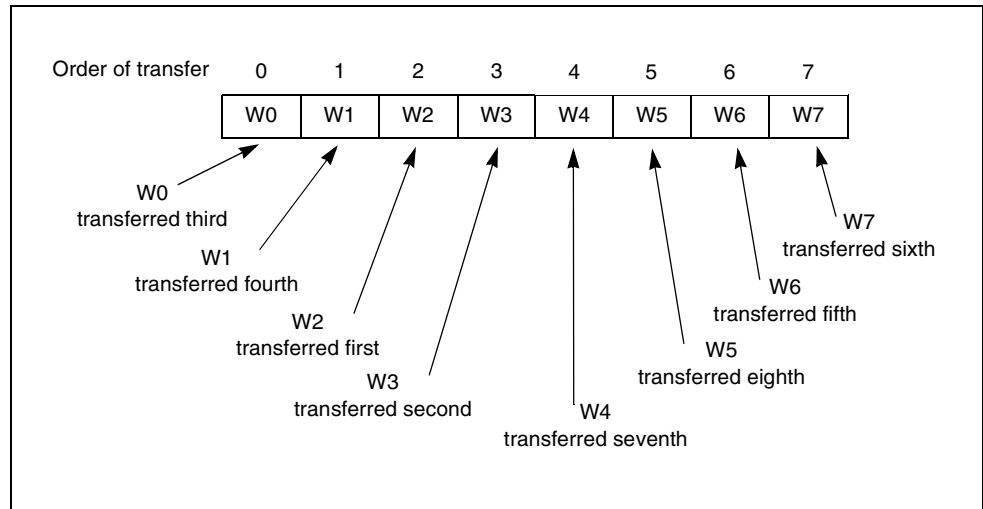 Order of transfer 0 1 2 3 4 5 6 7
W0 W1 W2 W3 W4 W5 W6 W7
W0
transferred third
W1
transferred fourth
W2
transferred first
W3
transferred second
W4
transferred seventh
W5
transferred eighth
W6
transferred fifth
W7
transferred sixth